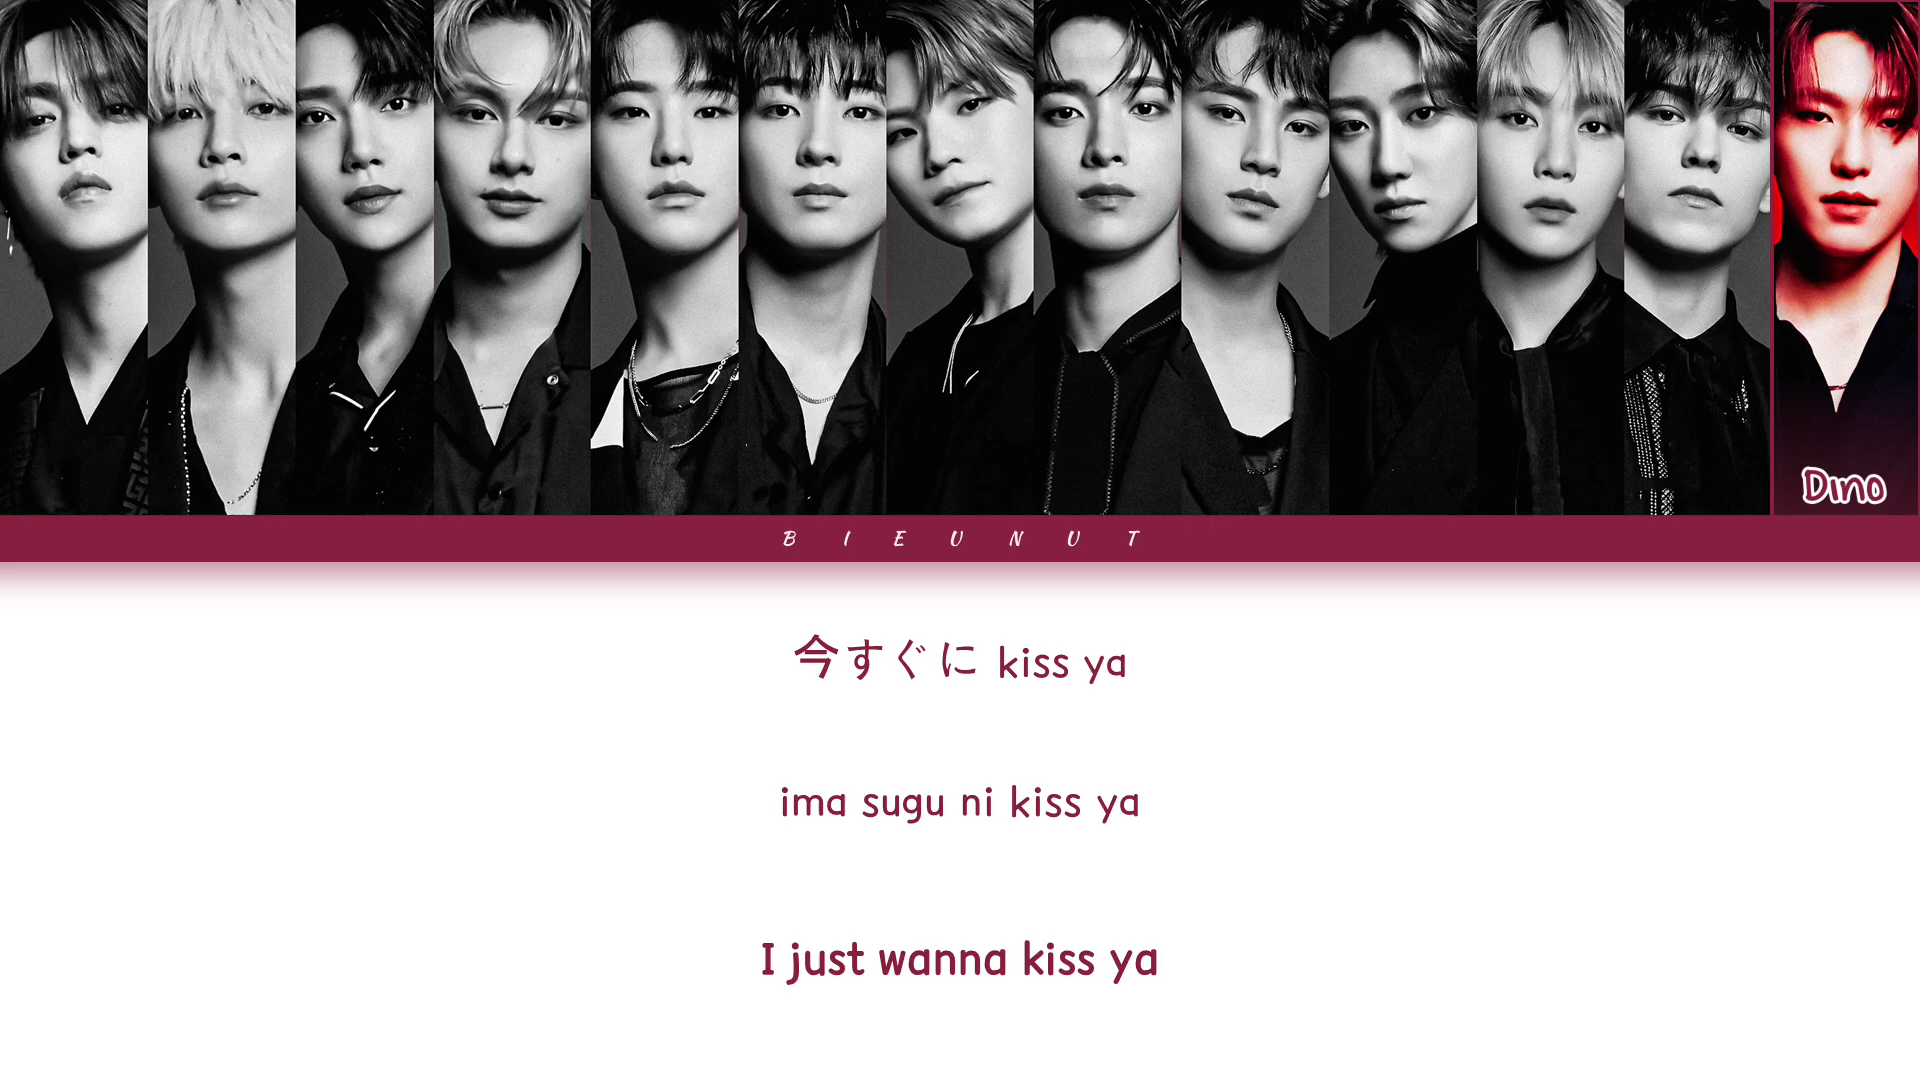 Dino
B I E U N U T
今すぐに kiss ya
ima sugu ni kiss ya
I just wanna kiss ya